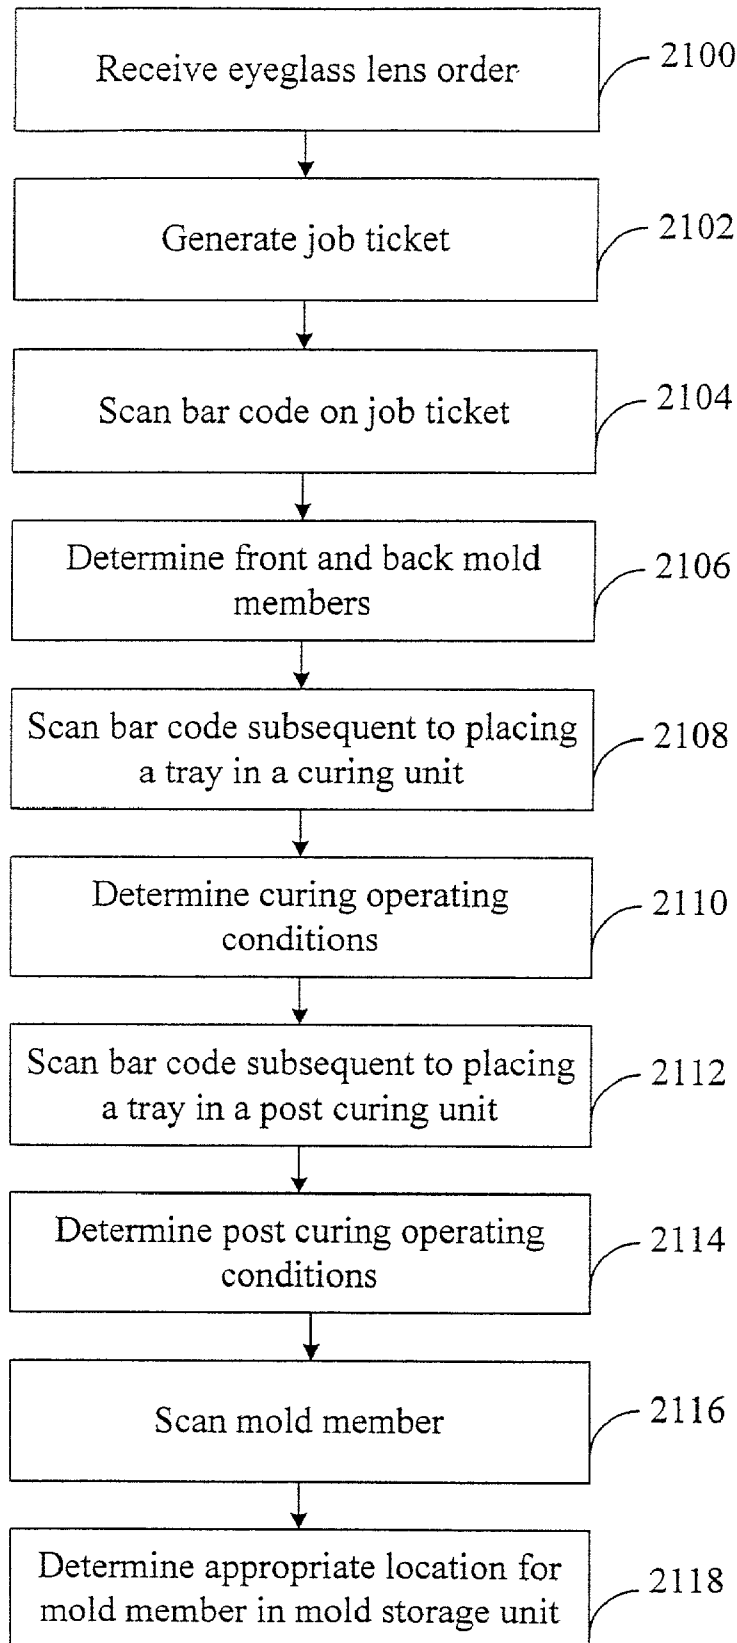 Receive eyeglass lens order
2100
Generate job ticket
2102
Scan bar code on job ticket
2104
Determine front and back mold
members
2106
Scan bar code subsequent to placing
a tray in a curing unit
2108
Determine curing operating
conditions
2110
Scan bar code subsequent to placing
a tray in a post curing unit
2112
Determine post curing operating
conditions
2114
Scan mold member
2116
Determine appropriate location for
mold member in mold storage unit
2118